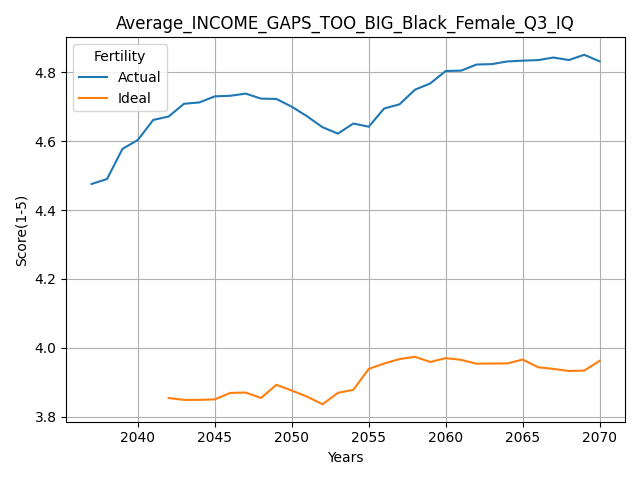 Average_INCOME_GAPS_TOO_BIG_Black_Female_Q3_IQ
Fertility
Actual
Ideal
4.8
4.6
4.4
4.2
4.0
3.8
Score(1-5)
2040 2045 2050 2055 2060 2065 2070
Years